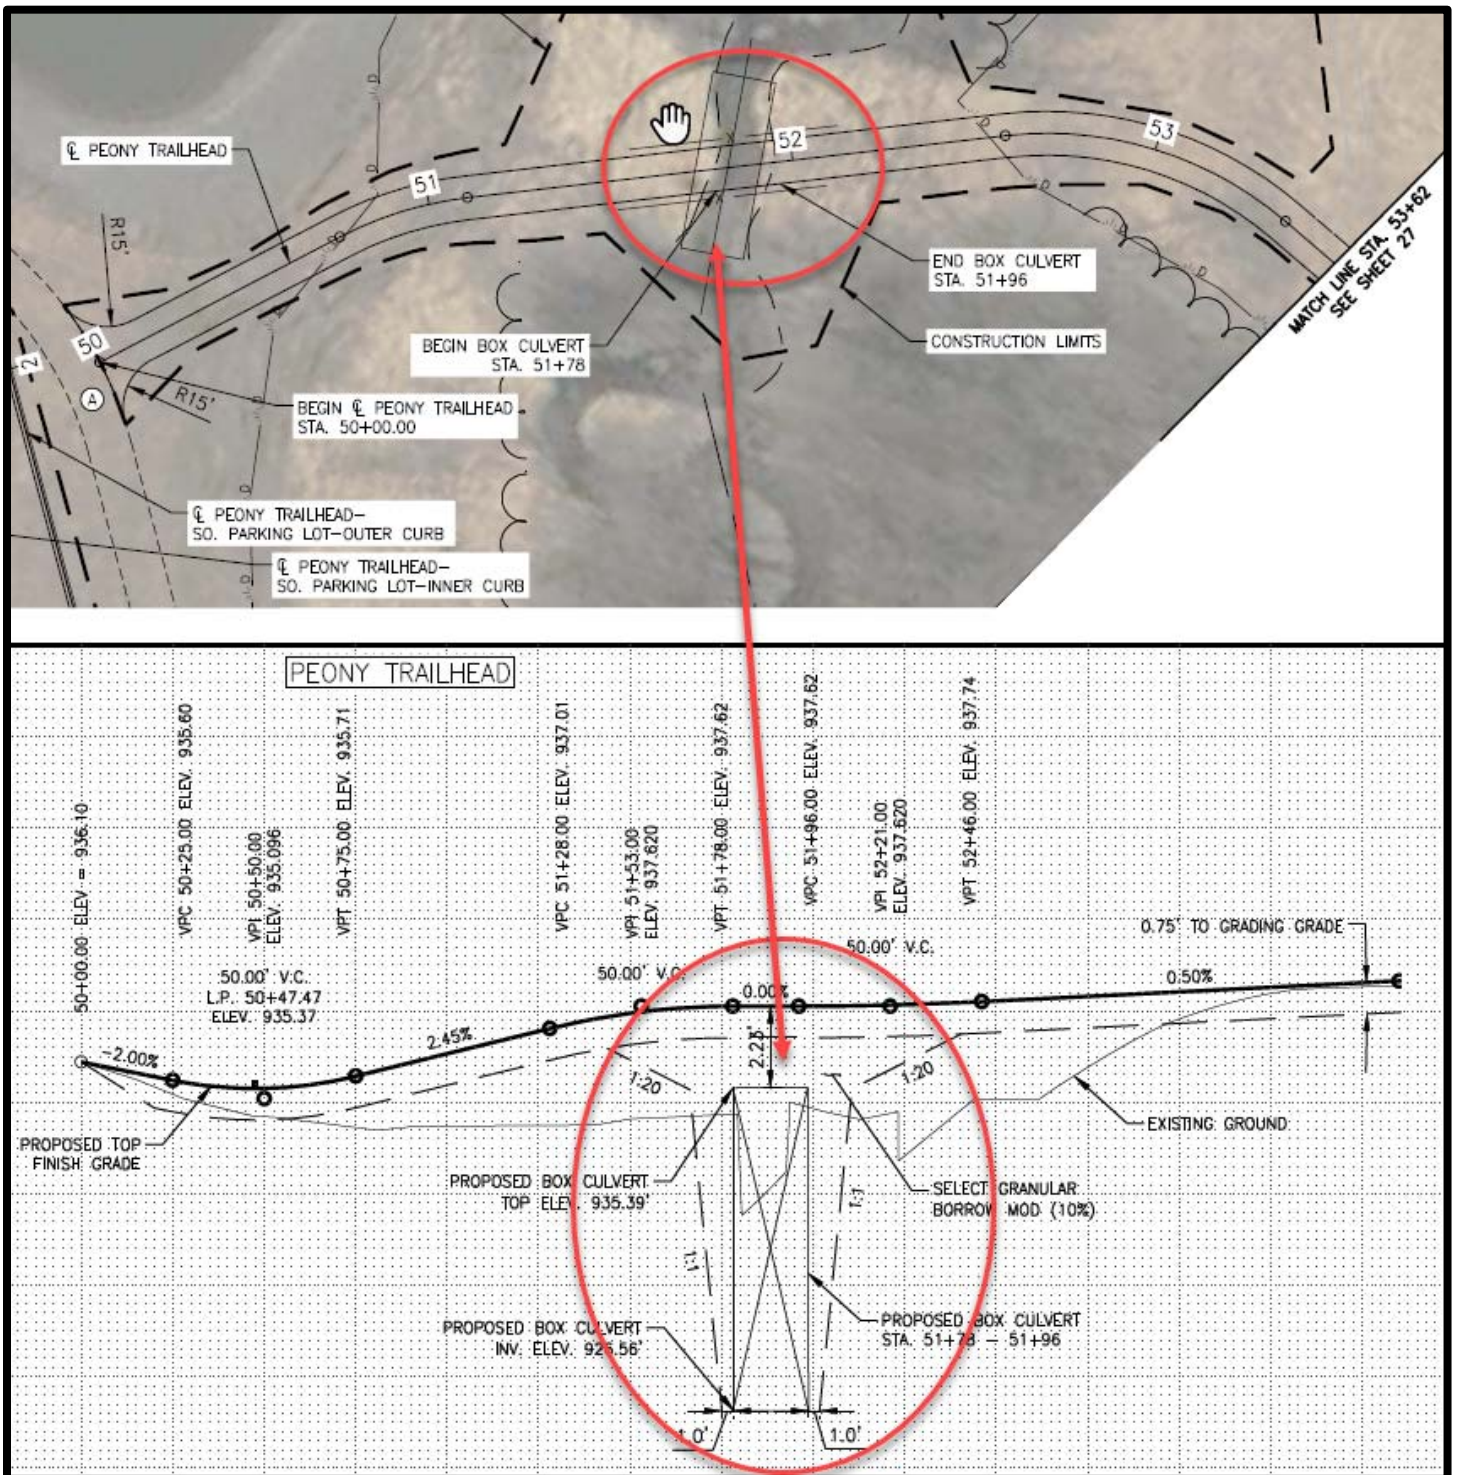 ℄ PEONY TRAILHEAD
51
52
53
R15'
50
2
A
R15'
END BOX CULVERT
STA. 51+96
CONSTRUCTION LIMITS
BEGIN BOX CULVERT
STA. 51+78
MATCH LINE STA. 53+62
SEE SHEET 27
BEGIN ℄ PEONY TRAILHEAD
STA. 50+00.00
℄ PEONY TRAILHEAD-
SO. PARKING LOT-OUTER CURB
℄ PEONY TRAILHEAD-
SO. PARKING LOT-INNER CURB
D
D
D
D
D
D
D
D
D
PEONY TRAILHEAD
50+00.00 ELEV = 936.10
VPC 50+25.00 ELEV. 935.60
VPI 50+50.00
ELEV. 935.096
VPT 50+75.00 ELEV. 935.71
VPC 51+28.00 ELEV. 937.01
VPI 51+53.00
ELEV. 937.620
VPT 51+78.00 ELEV. 937.62
VPC 51+96.00 ELEV. 937.62
VPI 52+21.00
ELEV. 937.620
VPT 52+46.00 ELEV. 937.74
0.75' TO GRADING GRADE
50.00' V.C.
L.P. 50+47.47
ELEV. 935.37
50.00' V.C.
50.00' V.C.
0.00%
0.50%
-2.00%
2.45%
2.23'
1:20
1:20
PROPOSED TOP
FINISH GRADE
EXISTING GROUND
PROPOSED BOX CULVERT
TOP ELEV. 935.39'
SELECT GRANULAR
BORROW MOD (10%)
1:1
1:1
PROPOSED BOX CULVERT
INV. ELEV.
PROPOSED BOX CULVERT
STA. 51+78 - 51+96
1.0'
1.0'